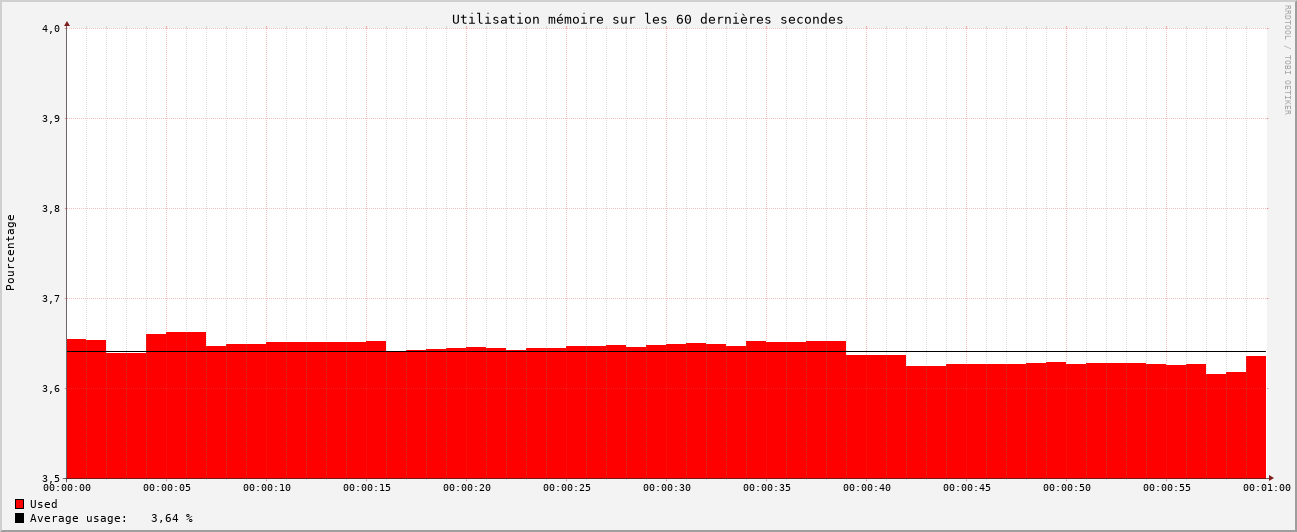 Utilisation mémoire sur les 60 dernières secondes
RRDTOOL / TOBI OETIKER
Pourcentage
4,0
3,9
3,8
3,7
3,6
3,5
00:00:00 00:00:05 00:00:10 00:00:15 00:00:20 00:00:25 00:00:30 00:00:35 00:00:40 00:00:45 00:00:50 00:00:55 00:01:00
Used
Average usage: 3,64 %